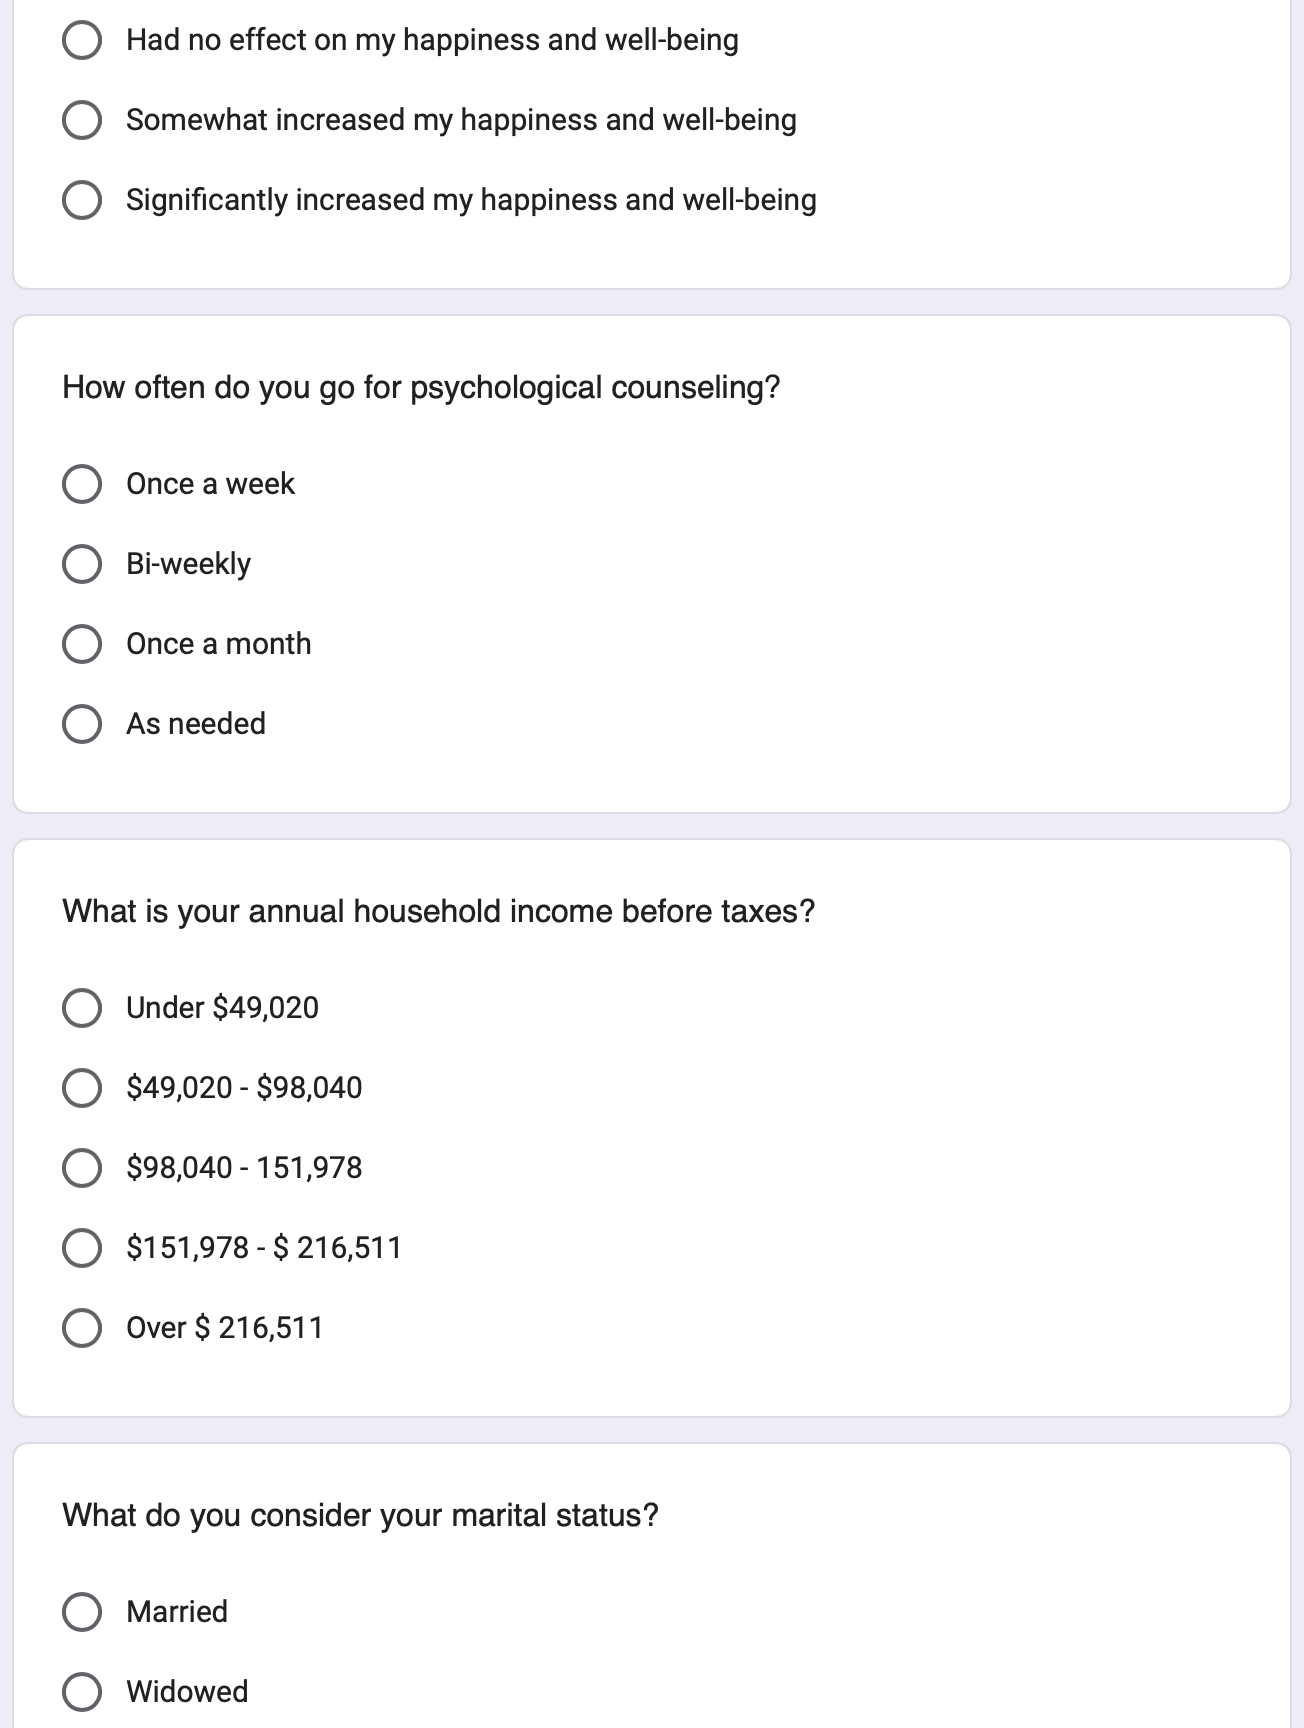 Had no effect on my happiness and well-being
Somewhat increased my happiness and well-being
Significantly increased my happiness and well-being
How often do you go for psychological counseling?
Once a week
Bi-weekly
Once a month
As needed
What is your annual household income before taxes?
Under $49,020
$49,020 - $98,040
$98,040 - 151,978
$151,978 - $ 216,511
Over $ 216,511
What do you consider your marital status?
Married
Widowed